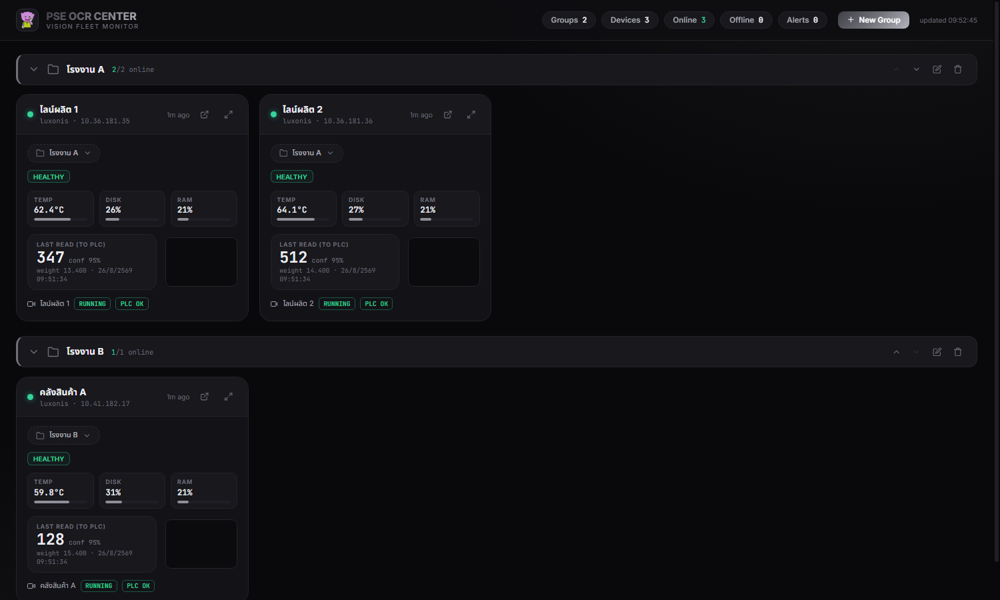 PSE OCR CENTER
VISION FLEET MONITOR
Groups 2
Devices 3
Online 3
Offline 0
Alerts 0
+ New Group
updated 09:52:45
โรงงาน A 2/2 online
ไลน์ผลิต 1
luxonis · 10.36.181.35
1m ago
โรงงาน A
HEALTHY
TEMP
62.4°C
DISK
26%
RAM
21%
LAST READ (TO PLC)
347 conf 95%
weight 13.400 · 26/8/2569
09:51:34
ไลน์ผลิต 1 RUNNING PLC OK
ไลน์ผลิต 2
luxonis · 10.36.181.36
1m ago
โรงงาน A
HEALTHY
TEMP
64.1°C
DISK
27%
RAM
21%
LAST READ (TO PLC)
512 conf 95%
weight 14.400 · 26/8/2569
09:51:34
ไลน์ผลิต 2 RUNNING PLC OK
โรงงาน B 1/1 online
คลังสินค้า A
luxonis · 10.41.182.17
1m ago
โรงงาน B
HEALTHY
TEMP
59.8°C
DISK
31%
RAM
21%
LAST READ (TO PLC)
128 conf 95%
weight 15.400 · 26/8/2569
09:51:34
คลังสินค้า A RUNNING PLC OK